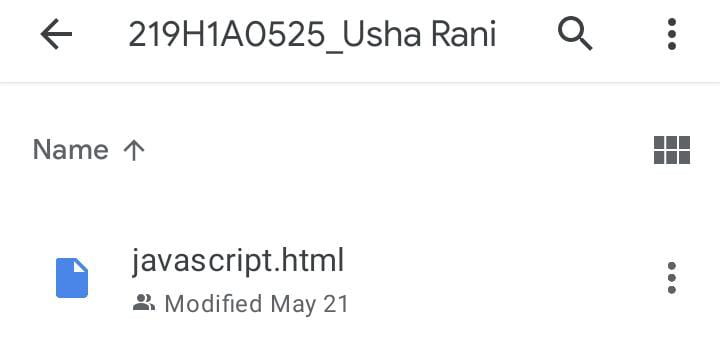 219H1A0525_Usha Rani
Name
javascript.html
Modified May 21